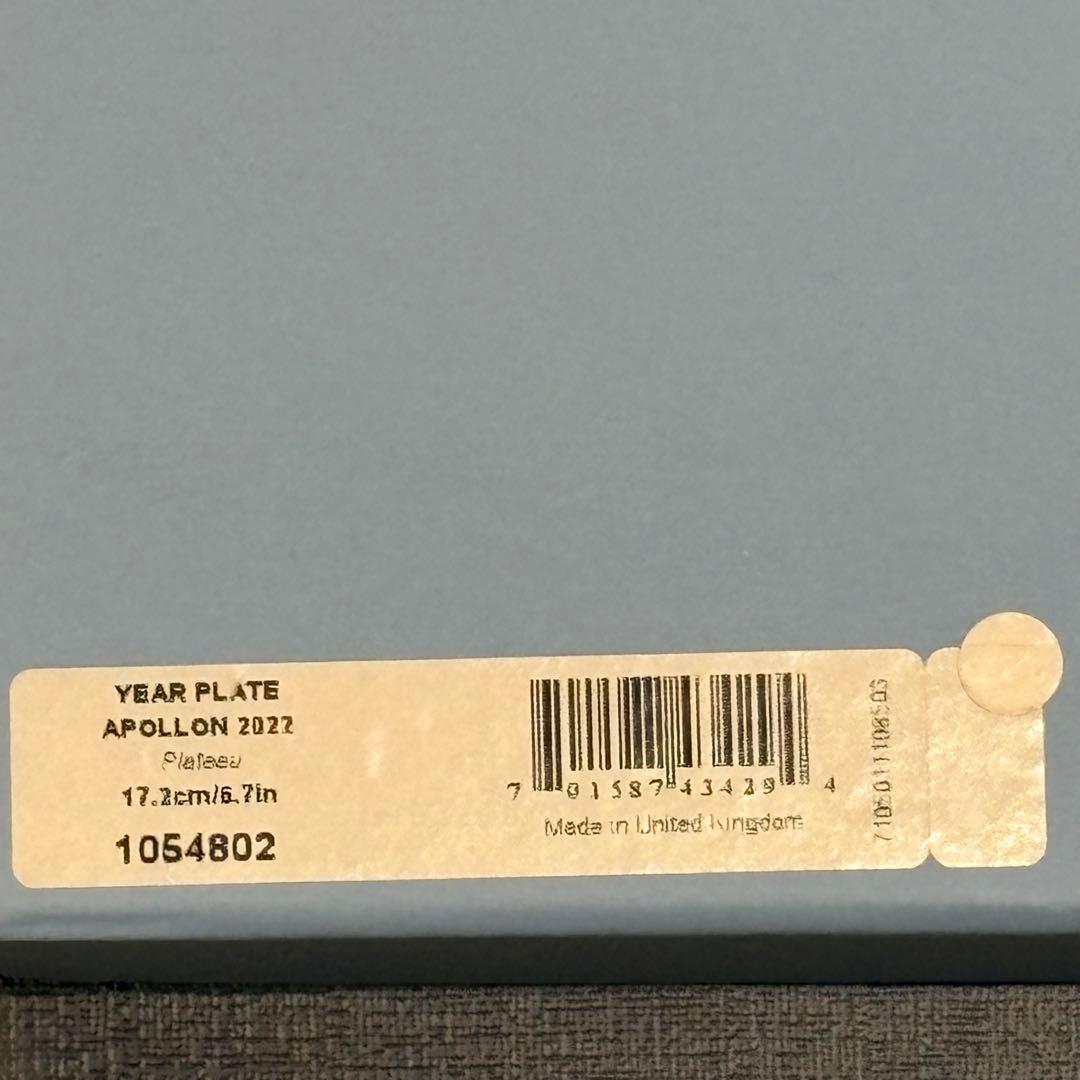 YEAR PLATE
APOLLON 2022
Plateau
17.2cm/6.7in
1054802
7 01587 43429 4
Made in United Kingdom